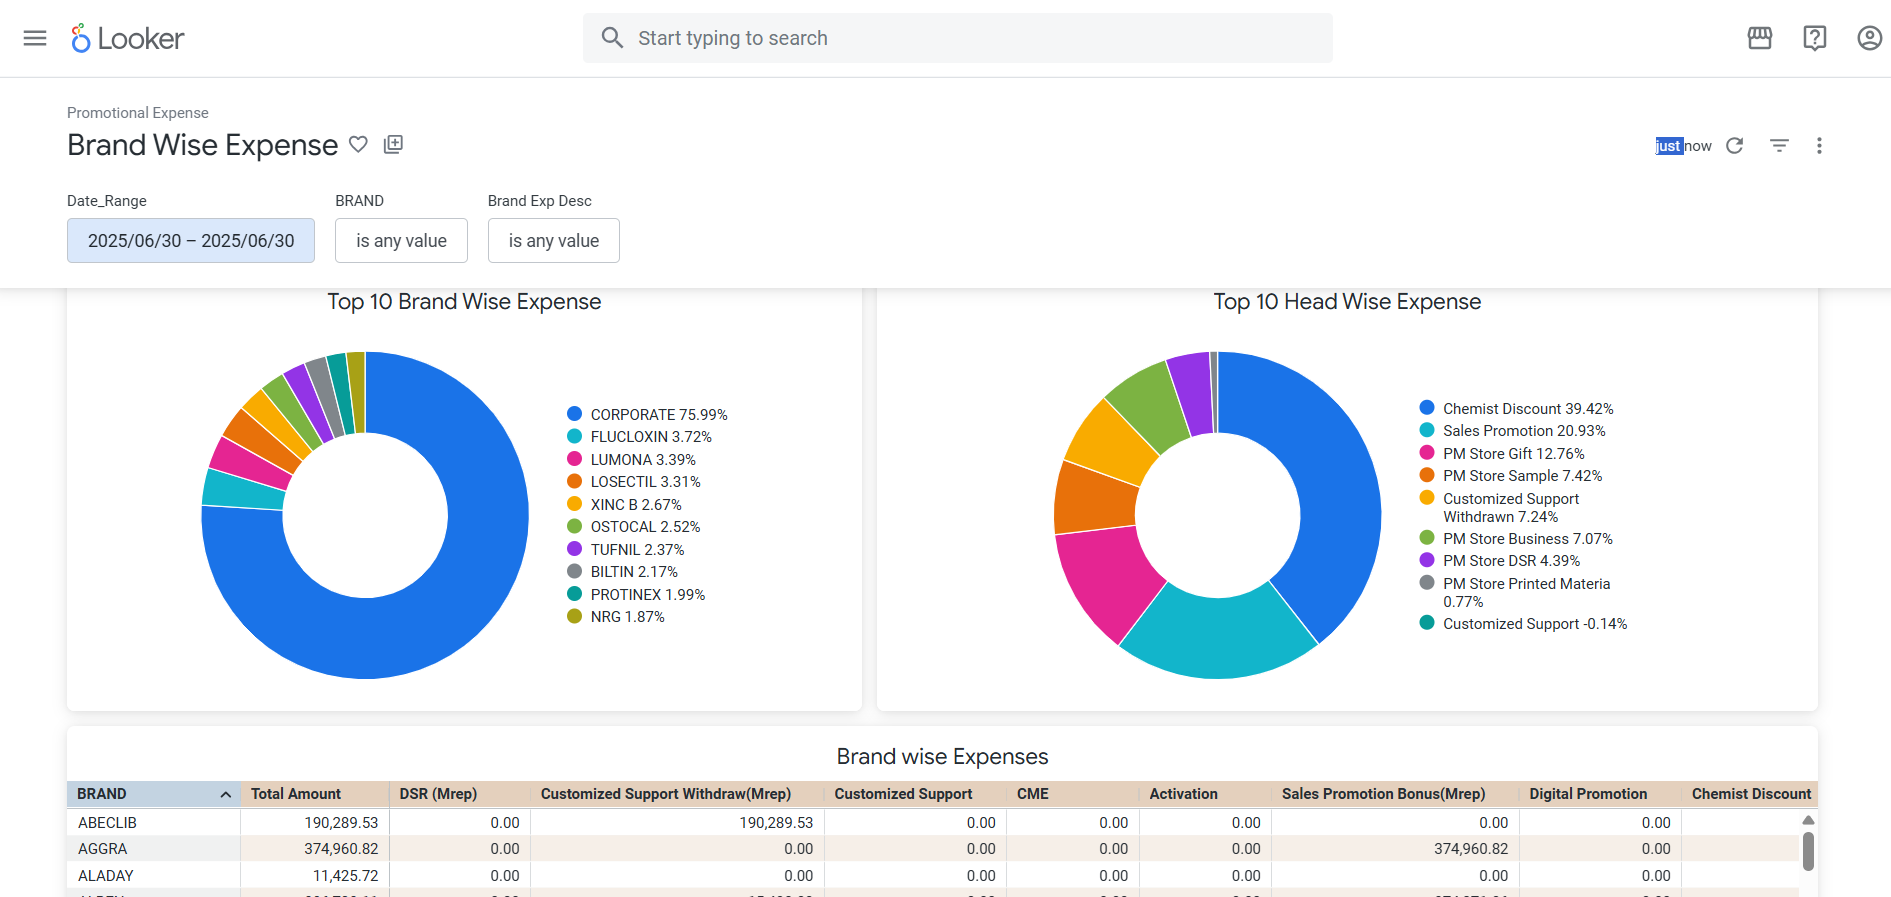 Looker
Start typing to search
Promotional Expense
Brand Wise Expense
just now
Date_Range
BRAND
Brand Exp Desc
2025/06/30 – 2025/06/30
is any value
is any value
Top 10 Brand Wise Expense
CORPORATE 75.99%
FLUCLOXIN 3.72%
LUMONA 3.39%
LOSECTIL 3.31%
XINC B 2.67%
OSTOCAL 2.52%
TUFNIL 2.37%
BILTIN 2.17%
PROTINEX 1.99%
NRG 1.87%
Top 10 Head Wise Expense
Chemist Discount 39.42%
Sales Promotion 20.93%
PM Store Gift 12.76%
PM Store Sample 7.42%
Customized Support
Withdrawn 7.24%
PM Store Business 7.07%
PM Store DSR 4.39%
PM Store Printed Materia
0.77%
Customized Support -0.14%
Brand wise Expenses
BRAND Total Amount DSR (Mrep) Customized Support Withdraw(Mrep) Customized Support CME Activation Sales Promotion Bonus(Mrep) Digital Promotion Chemist Discount
ABECLIB 190,289.53 0.00 190,289.53 0.00 0.00 0.00 0.00 0.00
AGGRA 374,960.82 0.00 0.00 0.00 0.00 0.00 374,960.82 0.00
ALADAY 11,425.72 0.00 0.00 0.00 0.00 0.00 0.00 0.00